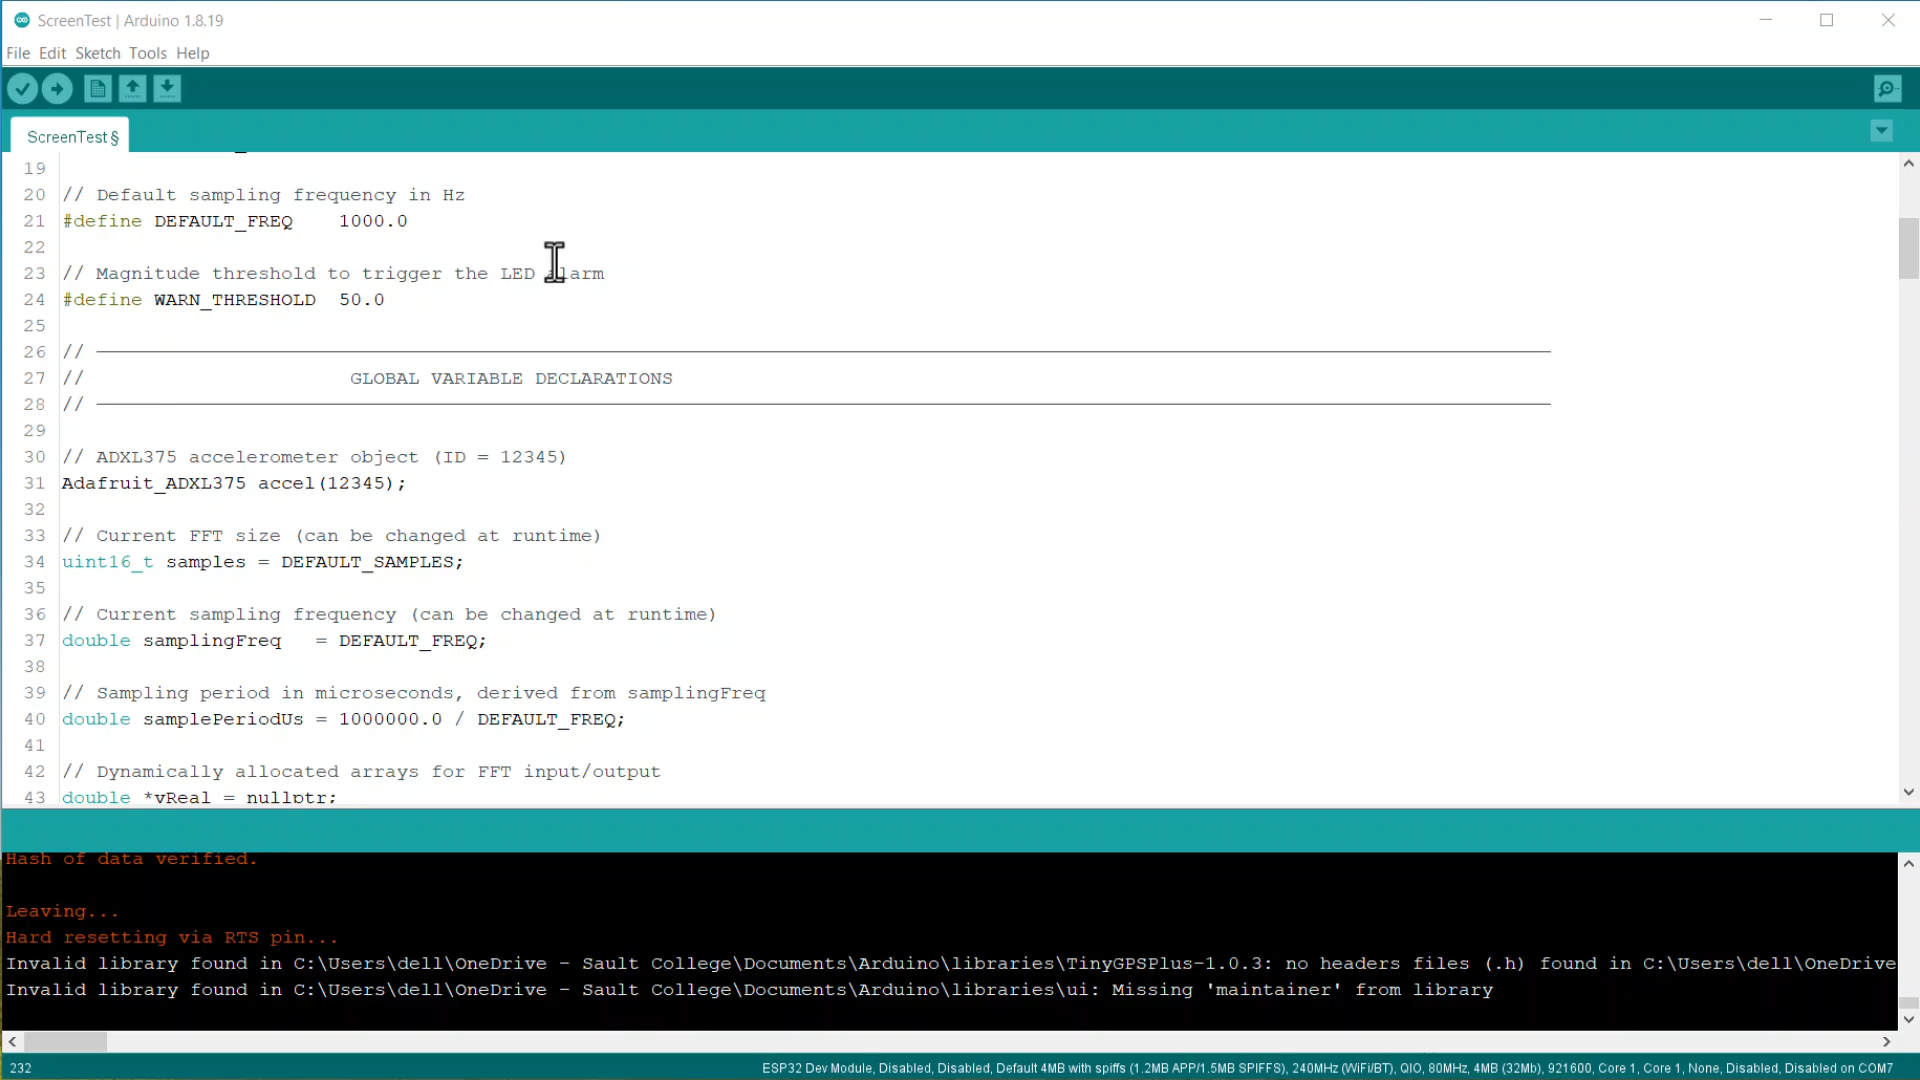 ScreenTest | Arduino 1.8.19
File Edit Sketch Tools Help
ScreenTest §
19
20 // Default sampling frequency in Hz
21 #define DEFAULT_FREQ    1000.0
22
23 // Magnitude threshold to trigger the LED alarm
24 #define WARN_THRESHOLD  50.0
25
26 //
27 //                       GLOBAL VARIABLE DECLARATIONS
28 //
29
30 // ADXL375 accelerometer object (ID = 12345)
31 Adafruit_ADXL375 accel(12345);
32
33 // Current FFT size (can be changed at runtime)
34 uint16_t samples = DEFAULT_SAMPLES;
35
36 // Current sampling frequency (can be changed at runtime)
37 double samplingFreq   = DEFAULT_FREQ;
38
39 // Sampling period in microseconds, derived from samplingFreq
40 double samplePeriodUs = 1000000.0 / DEFAULT_FREQ;
41
42 // Dynamically allocated arrays for FFT input/output
43 double *vReal = nullptr;
Hash of data verified.
Leaving...
Hard resetting via RTS pin...
Invalid library found in C:\Users\dell\OneDrive - Sault College\Documents\Arduino\libraries\TinyGPSPlus-1.0.3: no headers files (.h) found in C:\Users\dell\OneDrive
Invalid library found in C:\Users\dell\OneDrive - Sault College\Documents\Arduino\libraries\ui: Missing 'maintainer' from library
232 ESP32 Dev Module, Disabled, Disabled, Default 4MB with spiffs (1.2MB APP/1.5MB SPIFFS), 240MHz (WiFi/BT), QIO, 80MHz, 4MB (32Mb), 921600, Core 1, Core 1, None, Disabled, Disabled on COM7